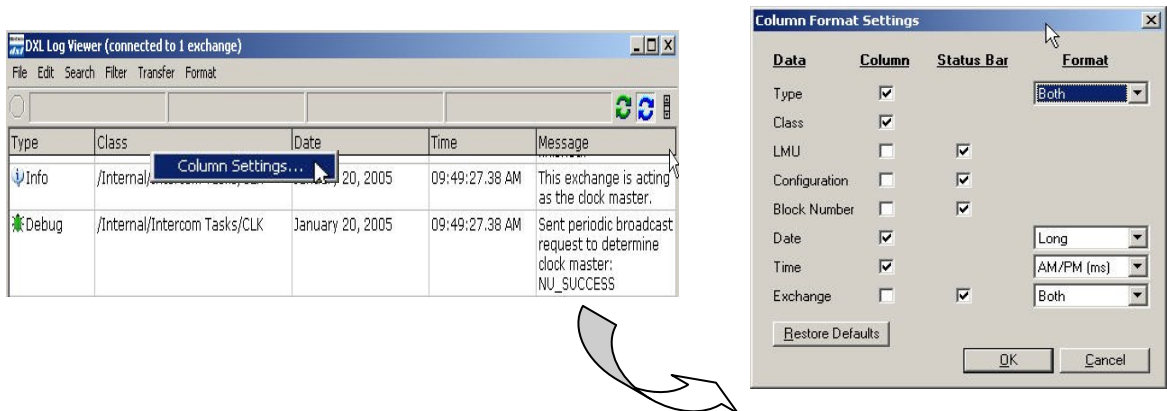 DXL Log Viewer (connected to 1 exchange)
File Edit Search Filter Transfer Format
Type Class Date Time Message
Column Settings...
Info /Internal/Intercom Tasks/CLK January 20, 2005 09:49:27.38 AM This exchange is acting
as the clock master.
Debug /Internal/Intercom Tasks/CLK January 20, 2005 09:49:27.38 AM Sent periodic broadcast
request to determine
clock master:
NU_SUCCESS
Column Format Settings
Data Column Status Bar Format
Type Both
Class
LMU
Configuration
Block Number
Date Long
Time AM/PM (ms)
Exchange Both
Restore Defaults
OK Cancel